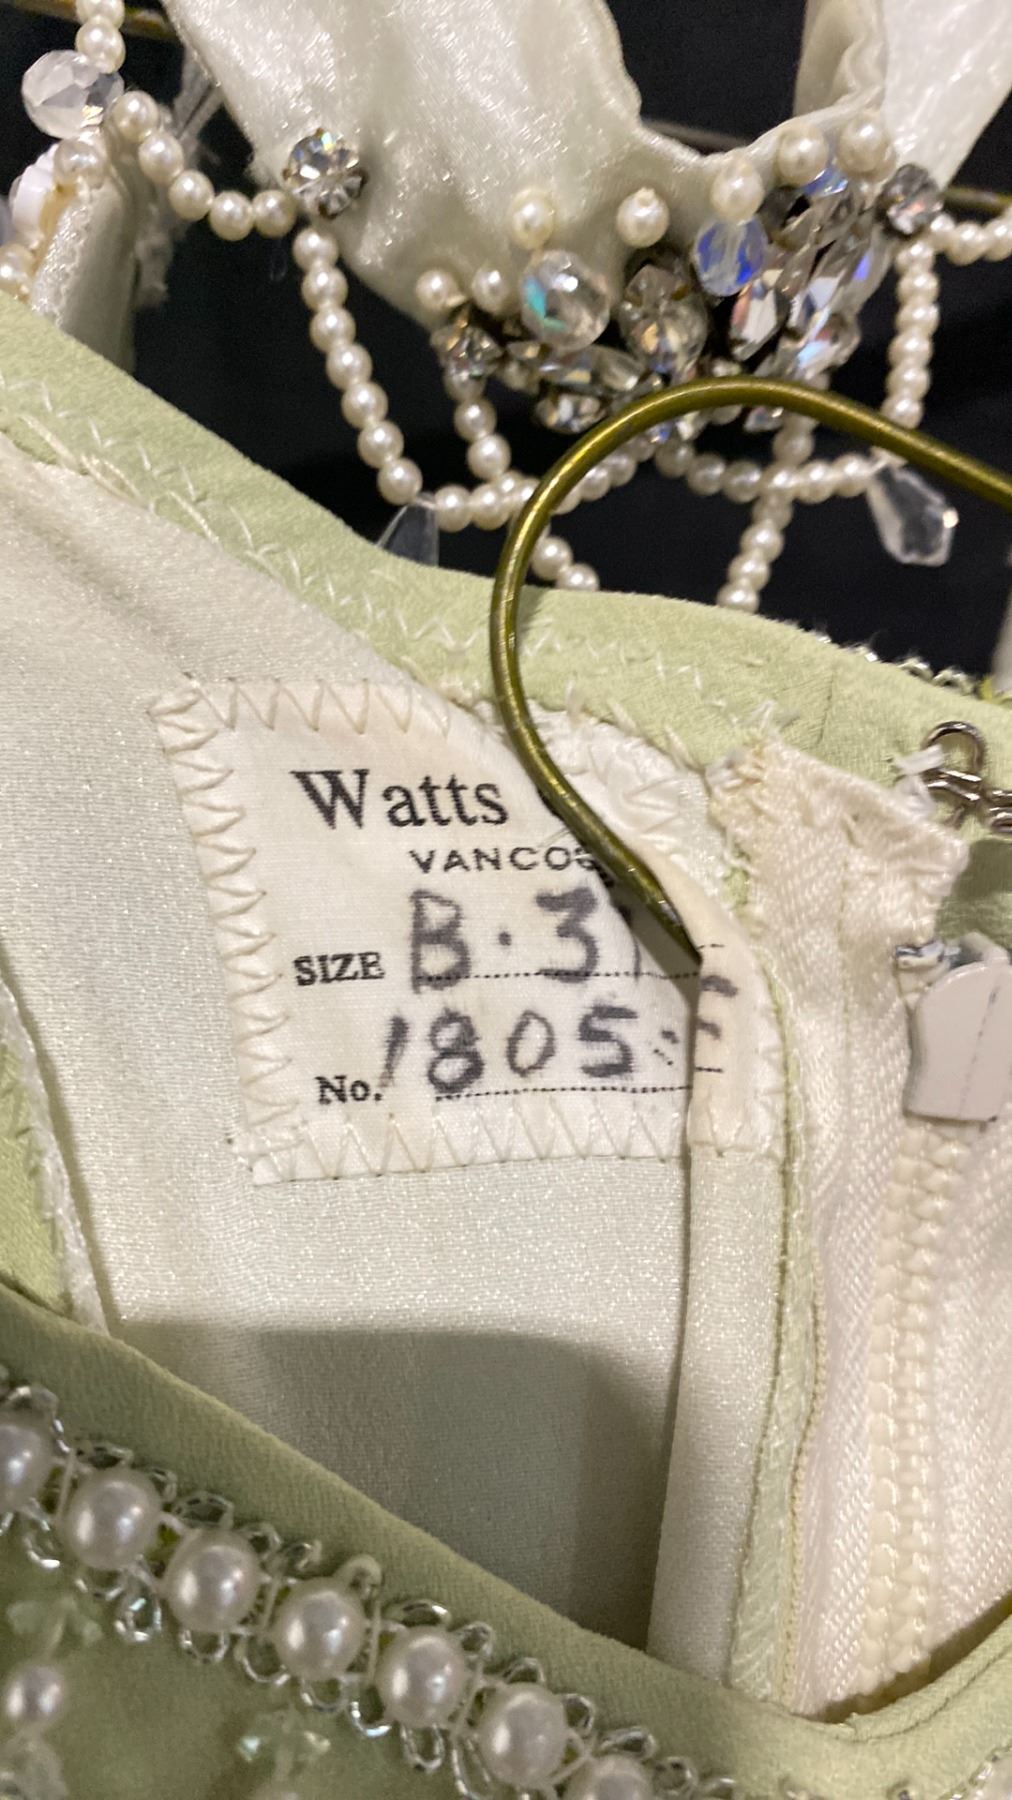 Watts
VANCO
SIZE B. 3
No. 1805